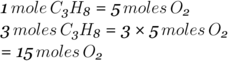 1 mole C₃H₈ = 5 moles O₂
3 moles C₃H₈ = 3 × 5 moles O₂
= 15 moles O₂